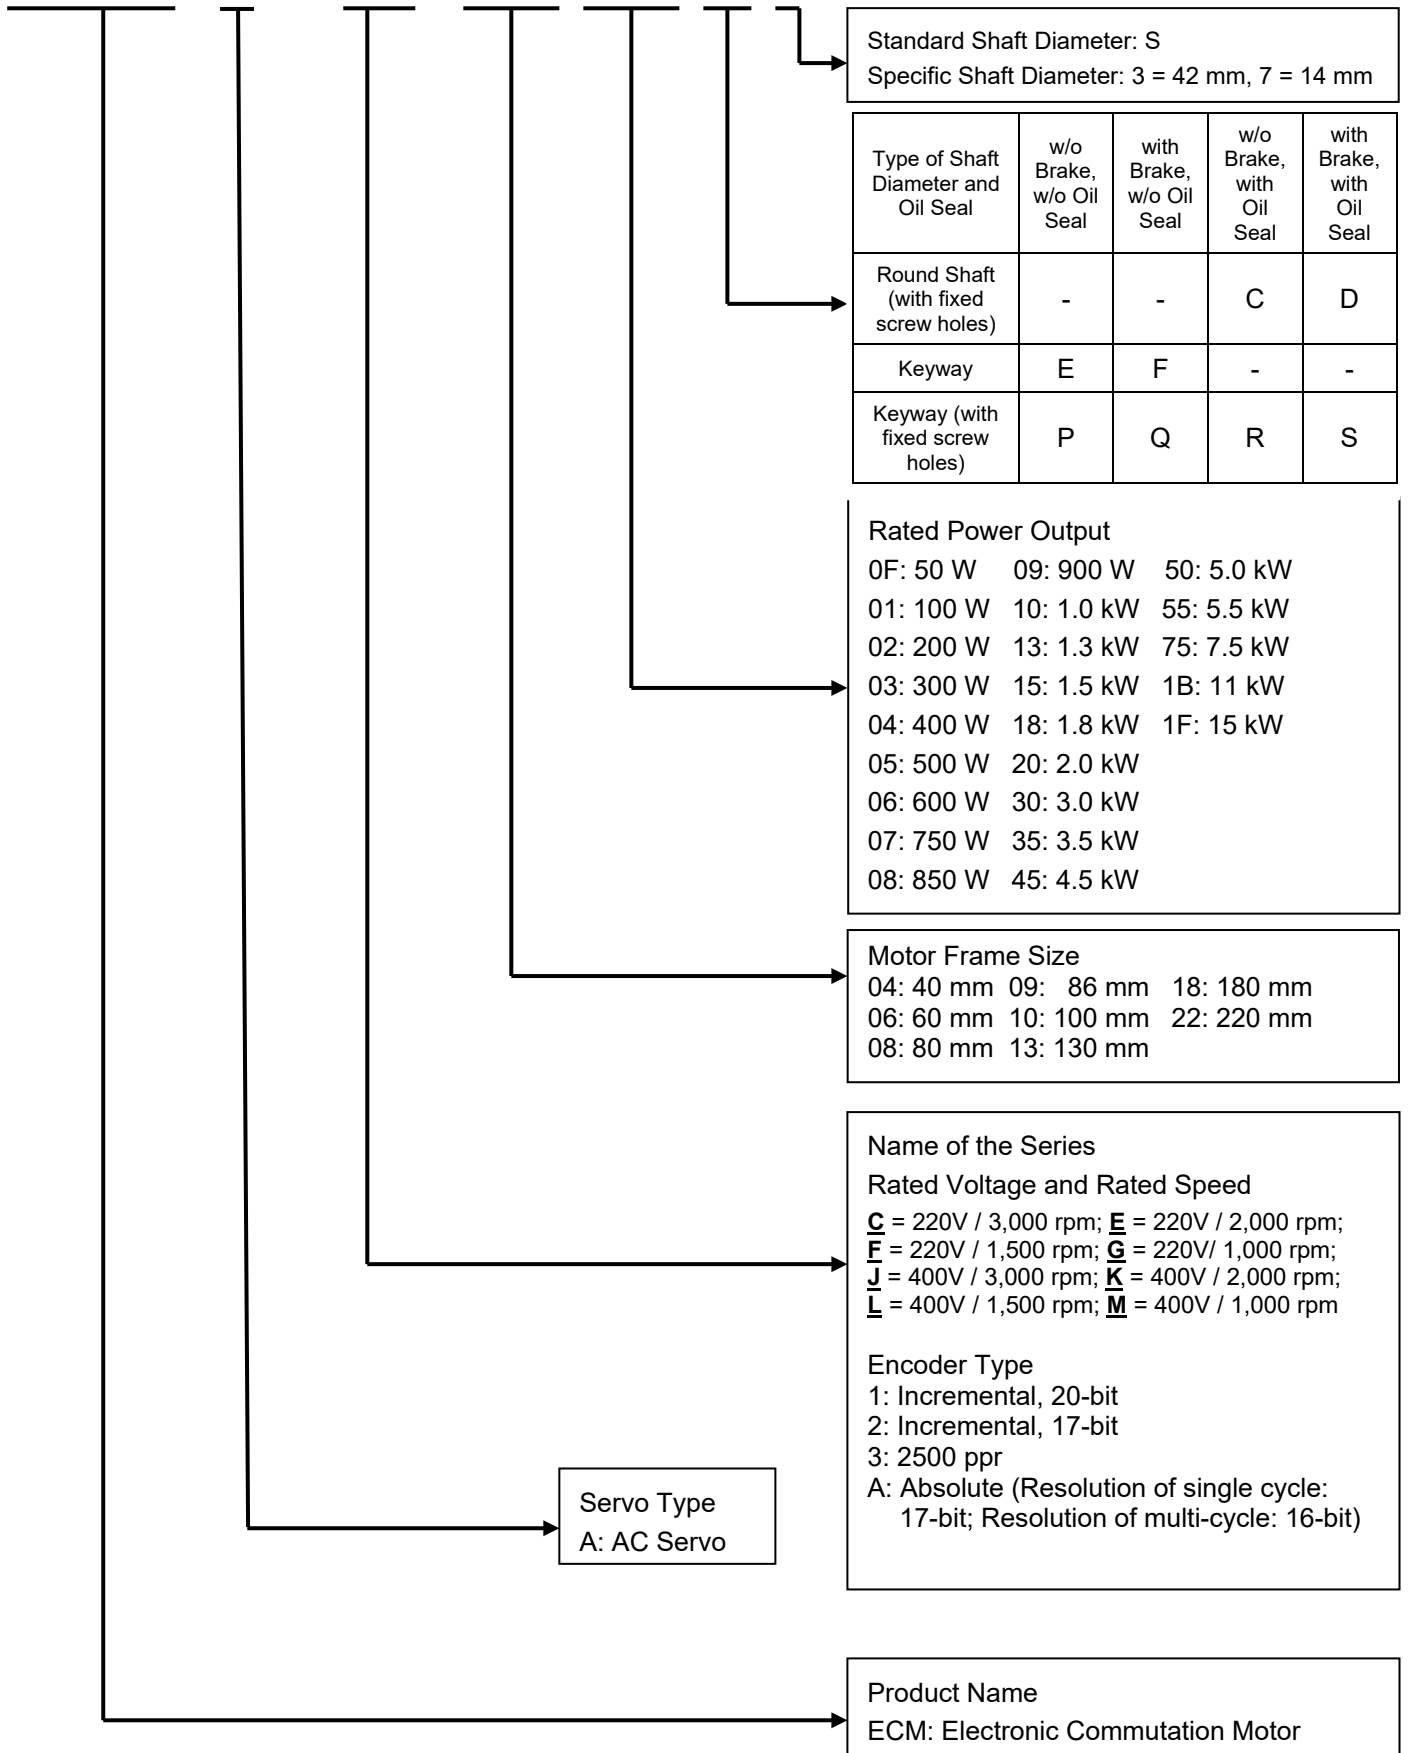 Standard Shaft Diameter: S
Specific Shaft Diameter: 3 = 42 mm, 7 = 14 mm
Type of Shaft
Diameter and
Oil Seal
w/o
Brake,
w/o Oil
Seal
with
Brake,
w/o Oil
Seal
w/o
Brake,
with
Oil
Seal
with
Brake,
with
Oil
Seal
Round Shaft
(with fixed
screw holes)
- - C D
Keyway E F - -
Keyway (with
fixed screw
holes)
P Q R S
Rated Power Output
0F: 50 W 09: 900 W 50: 5.0 kW
01: 100 W 10: 1.0 kW 55: 5.5 kW
02: 200 W 13: 1.3 kW 75: 7.5 kW
03: 300 W 15: 1.5 kW 1B: 11 kW
04: 400 W 18: 1.8 kW 1F: 15 kW
05: 500 W 20: 2.0 kW
06: 600 W 30: 3.0 kW
07: 750 W 35: 3.5 kW
08: 850 W 45: 4.5 kW
Motor Frame Size
04: 40 mm 09: 86 mm 18: 180 mm
06: 60 mm 10: 100 mm 22: 220 mm
08: 80 mm 13: 130 mm
Name of the Series
Rated Voltage and Rated Speed
C = 220V / 3,000 rpm; E = 220V / 2,000 rpm;
F = 220V / 1,500 rpm; G = 220V/ 1,000 rpm;
J = 400V / 3,000 rpm; K = 400V / 2,000 rpm;
L = 400V / 1,500 rpm; M = 400V / 1,000 rpm
Encoder Type
1: Incremental, 20-bit
2: Incremental, 17-bit
3: 2500 ppr
A: Absolute (Resolution of single cycle:
17-bit; Resolution of multi-cycle: 16-bit)
Servo Type
A: AC Servo
Product Name
ECM: Electronic Commutation Motor